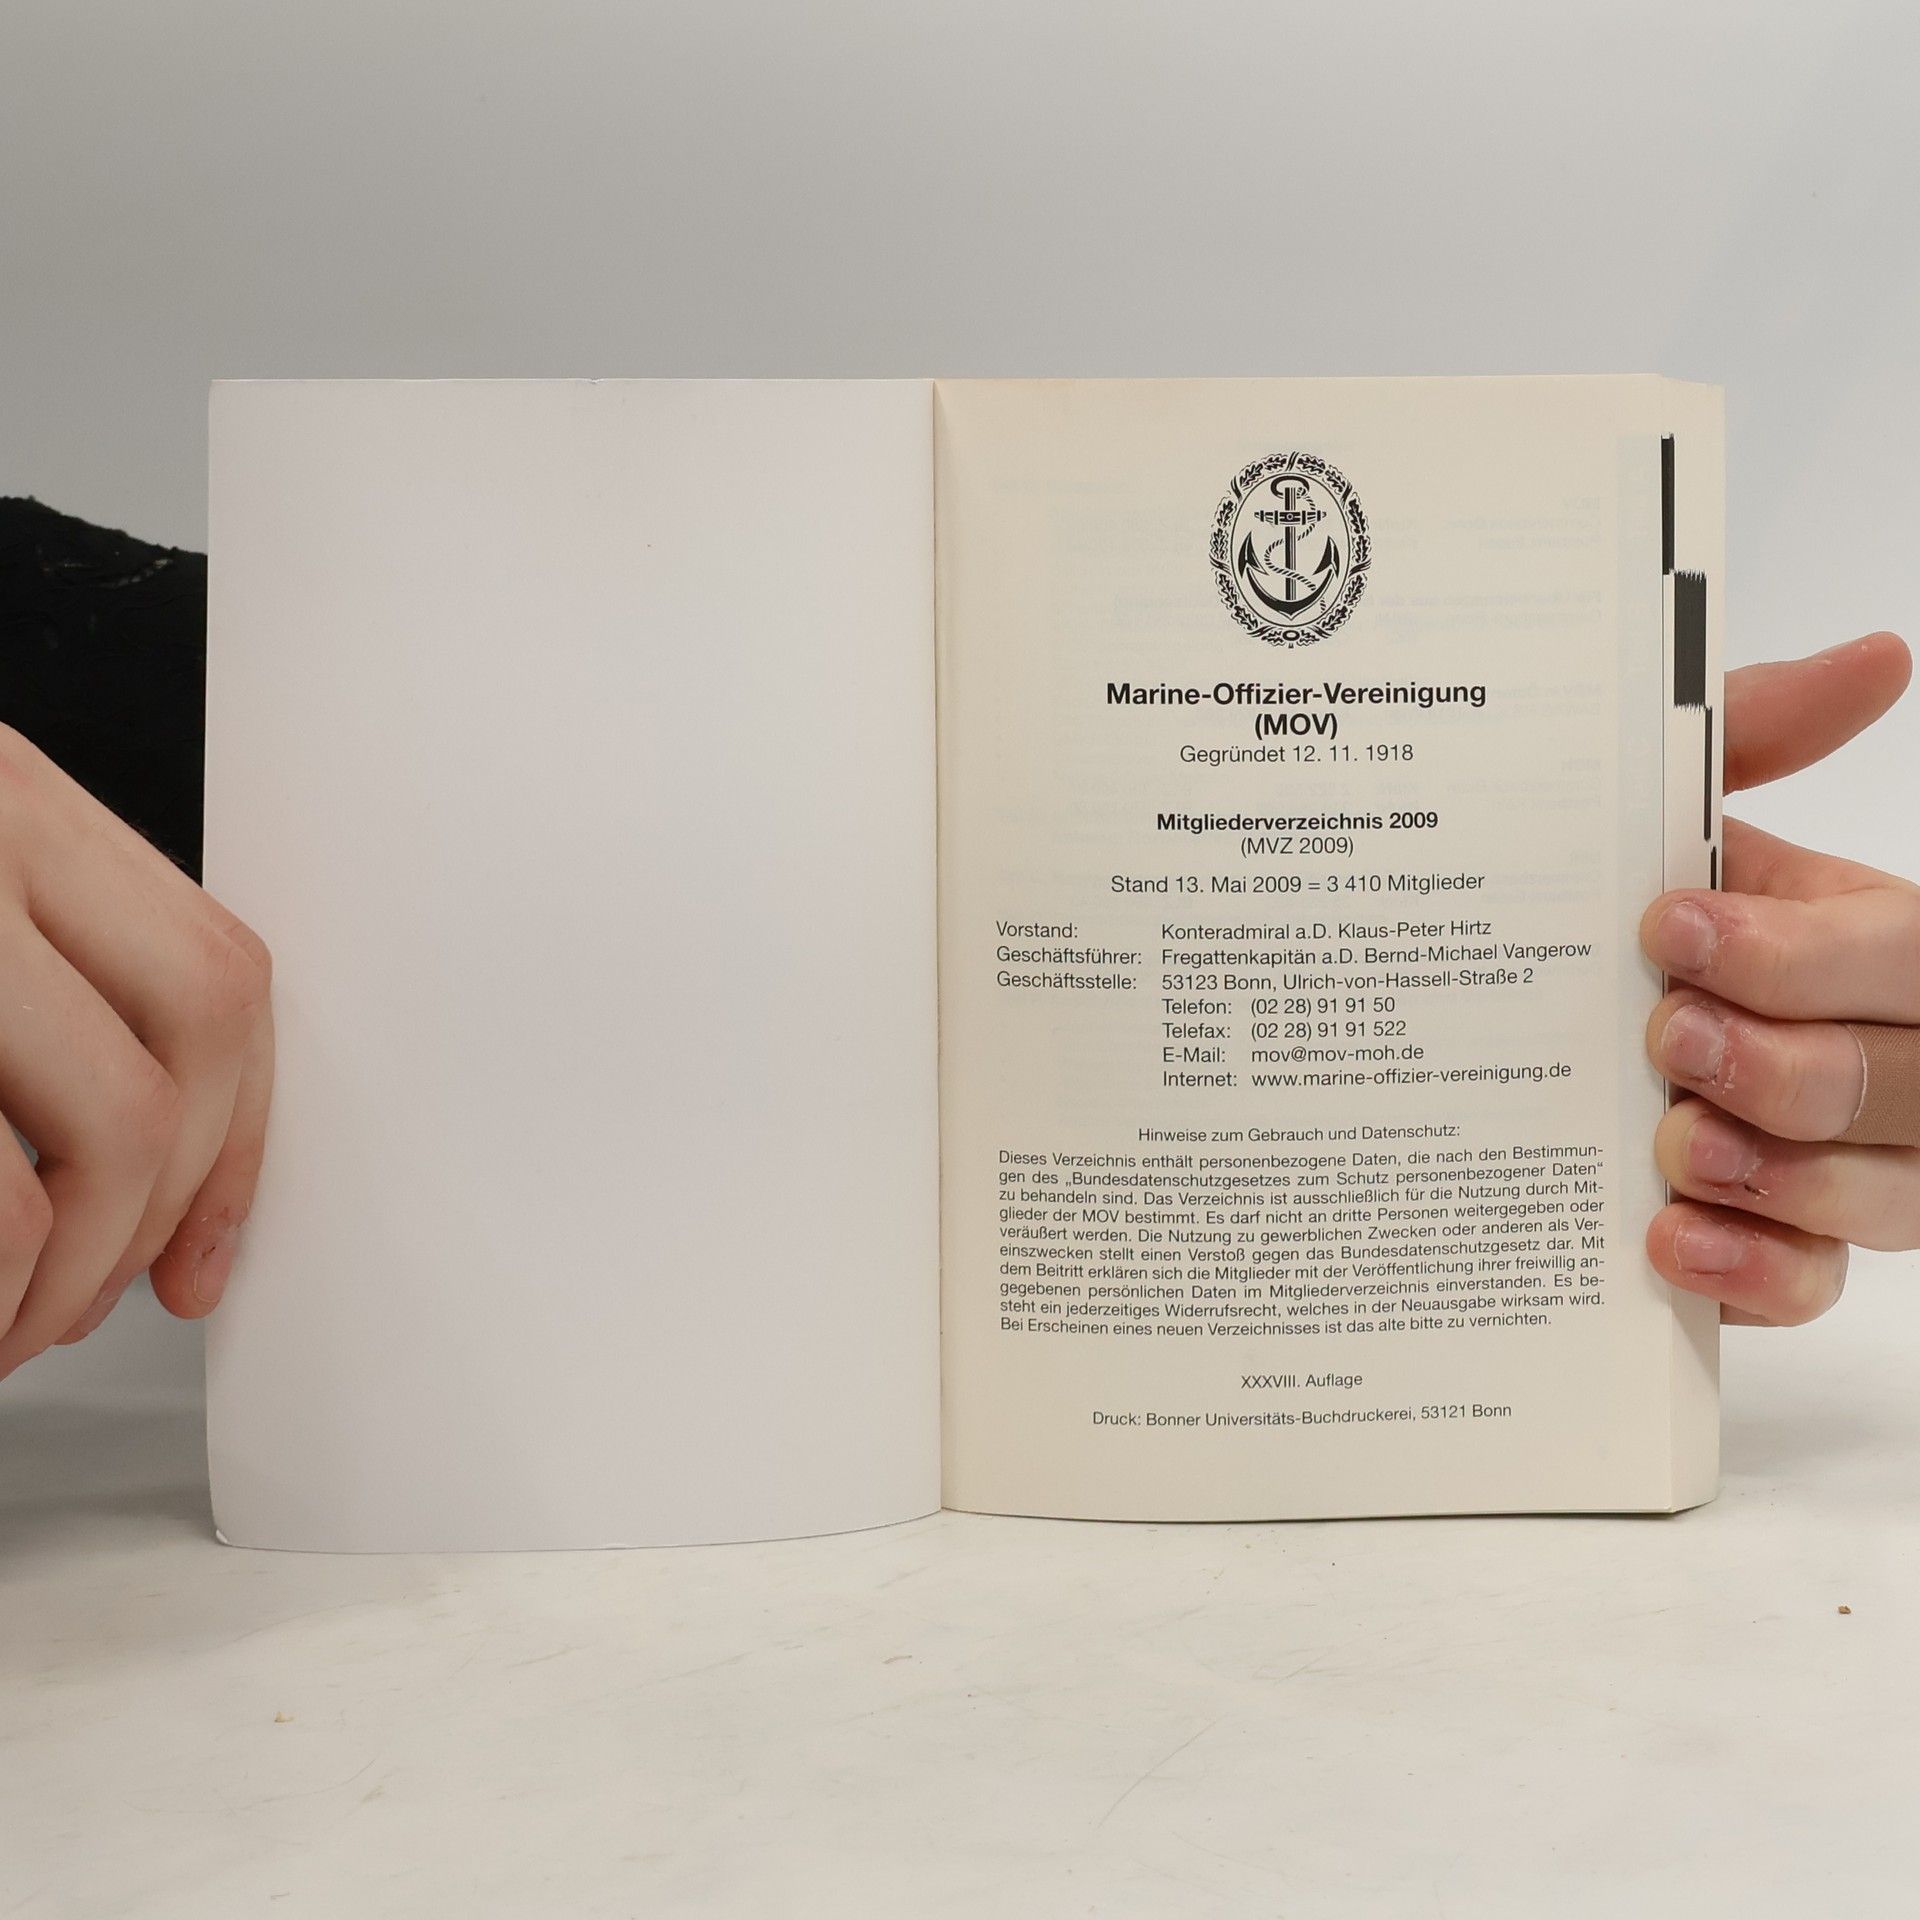 Marine-Offizier-Vereinigung
(MOV)
Gegründet 12. 11. 1918
Mitgliederverzeichnis 2009
(MVZ 2009)
Stand 13. Mai 2009 = 3 410 Mitglieder
Vorstand: Konteradmiral a.D. Klaus-Peter Hirtz
Geschäftsführer: Fregattenkapitän a.D. Bernd-Michael Vangerow
Geschäftsstelle: 53123 Bonn, Ulrich-von-Hassell-Straße 2
Telefon: (02 28) 91 91 50
Telefax: (02 28) 91 91 522
E-Mail: mov@mov-moh.de
Internet: www.marine-offizier-vereinigung.de
Hinweise zum Gebrauch und Datenschutz:
Dieses Verzeichnis enthält personenbezogene Daten, die nach den Bestimmun-
gen des „Bundesdatenschutzgesetzes zum Schutz personenbezogener Daten“
zu behandeln sind. Das Verzeichnis ist ausschließlich für die Nutzung durch Mit-
glieder der MOV bestimmt. Es darf nicht an dritte Personen weitergegeben oder
veräußert werden. Die Nutzung zu gewerblichen Zwecken oder anderen als Ver-
einszwecken stellt einen Verstoß gegen das Bundesdatenschutzgesetz dar. Mit
dem Beitritt erklären sich die Mitglieder mit der Veröffentlichung ihrer freiwillig an-
gegebenen persönlichen Daten im Mitgliederverzeichnis einverstanden. Es be-
steht ein jederzeitiges Widerrufsrecht, welches in der Neuausgabe wirksam wird.
Bei Erscheinen eines neuen Verzeichnisses ist das alte bitte zu vernichten.
XXXVIII. Auflage
Druck: Bonner Universitäts-Buchdruckerei, 53121 Bonn